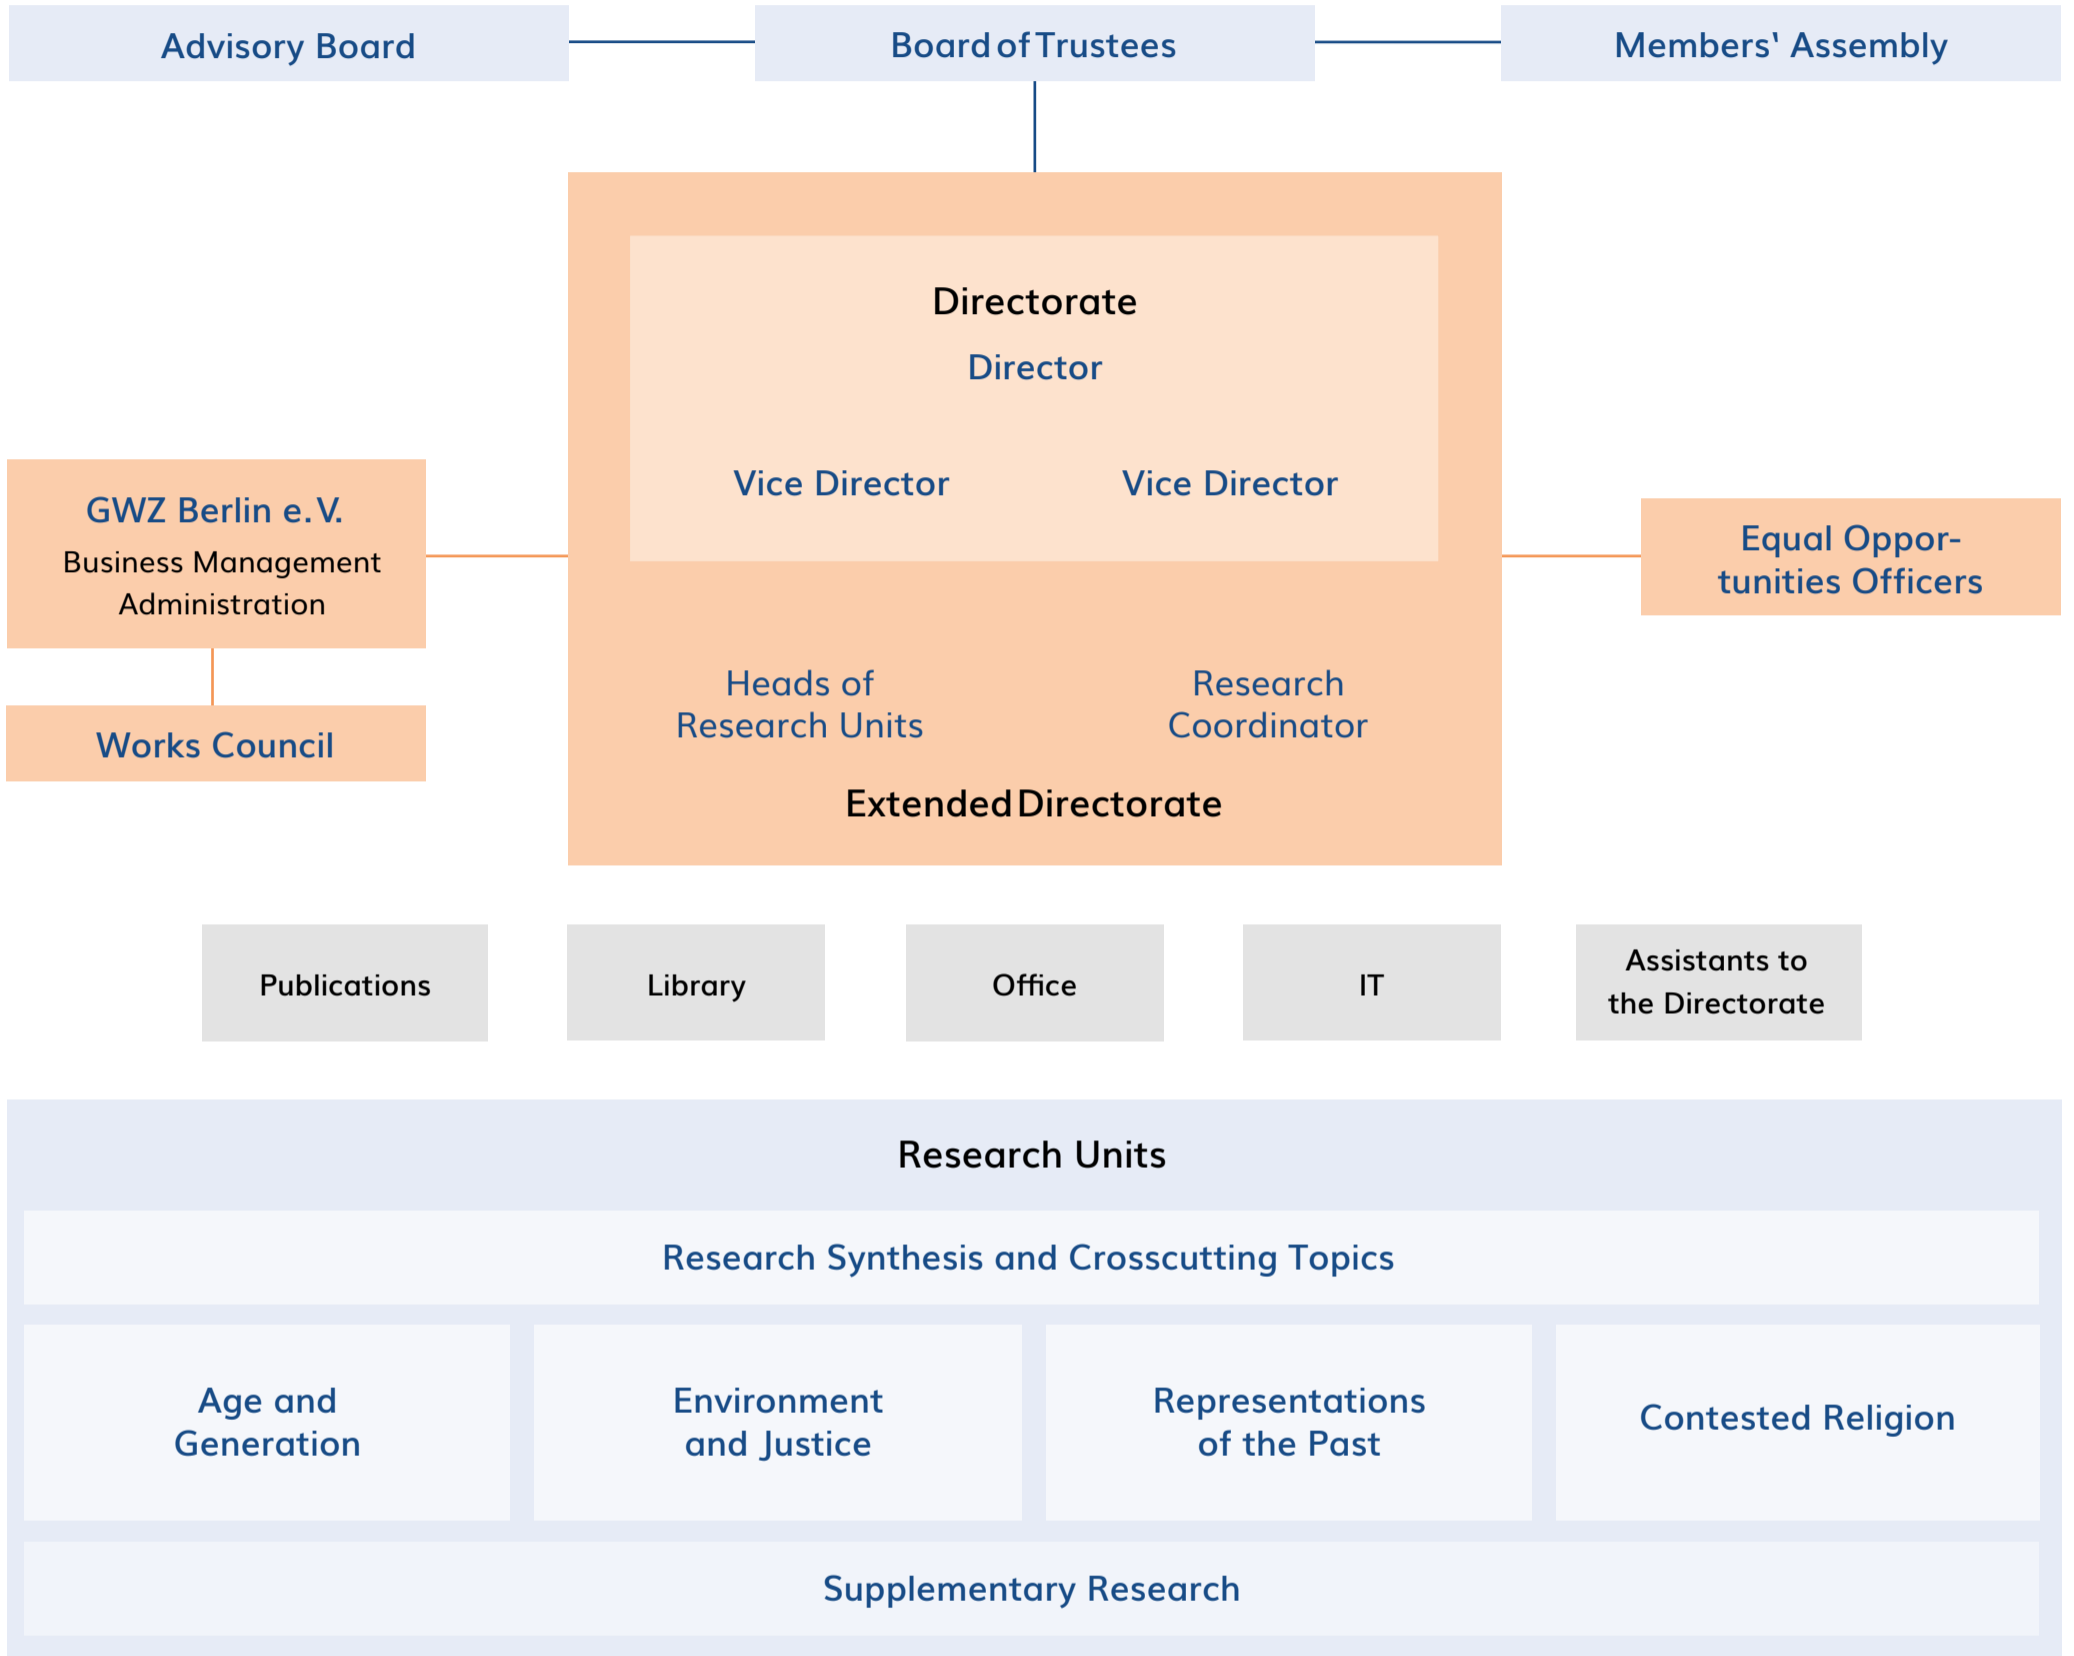 Advisory Board
Board of Trustees
Members' Assembly
Directorate
Director
Vice Director
Vice Director
GWZ Berlin e. V.
Business Management
Administration
Equal Oppor-
tunities Officers
Works Council
Heads of
Research Units
Research
Coordinator
Extended Directorate
Publications
Library
Office
IT
Assistants to
the Directorate
Research Units
Research Synthesis and Crosscutting Topics
Age and
Generation
Environment
and Justice
Representations
of the Past
Contested Religion
Supplementary Research